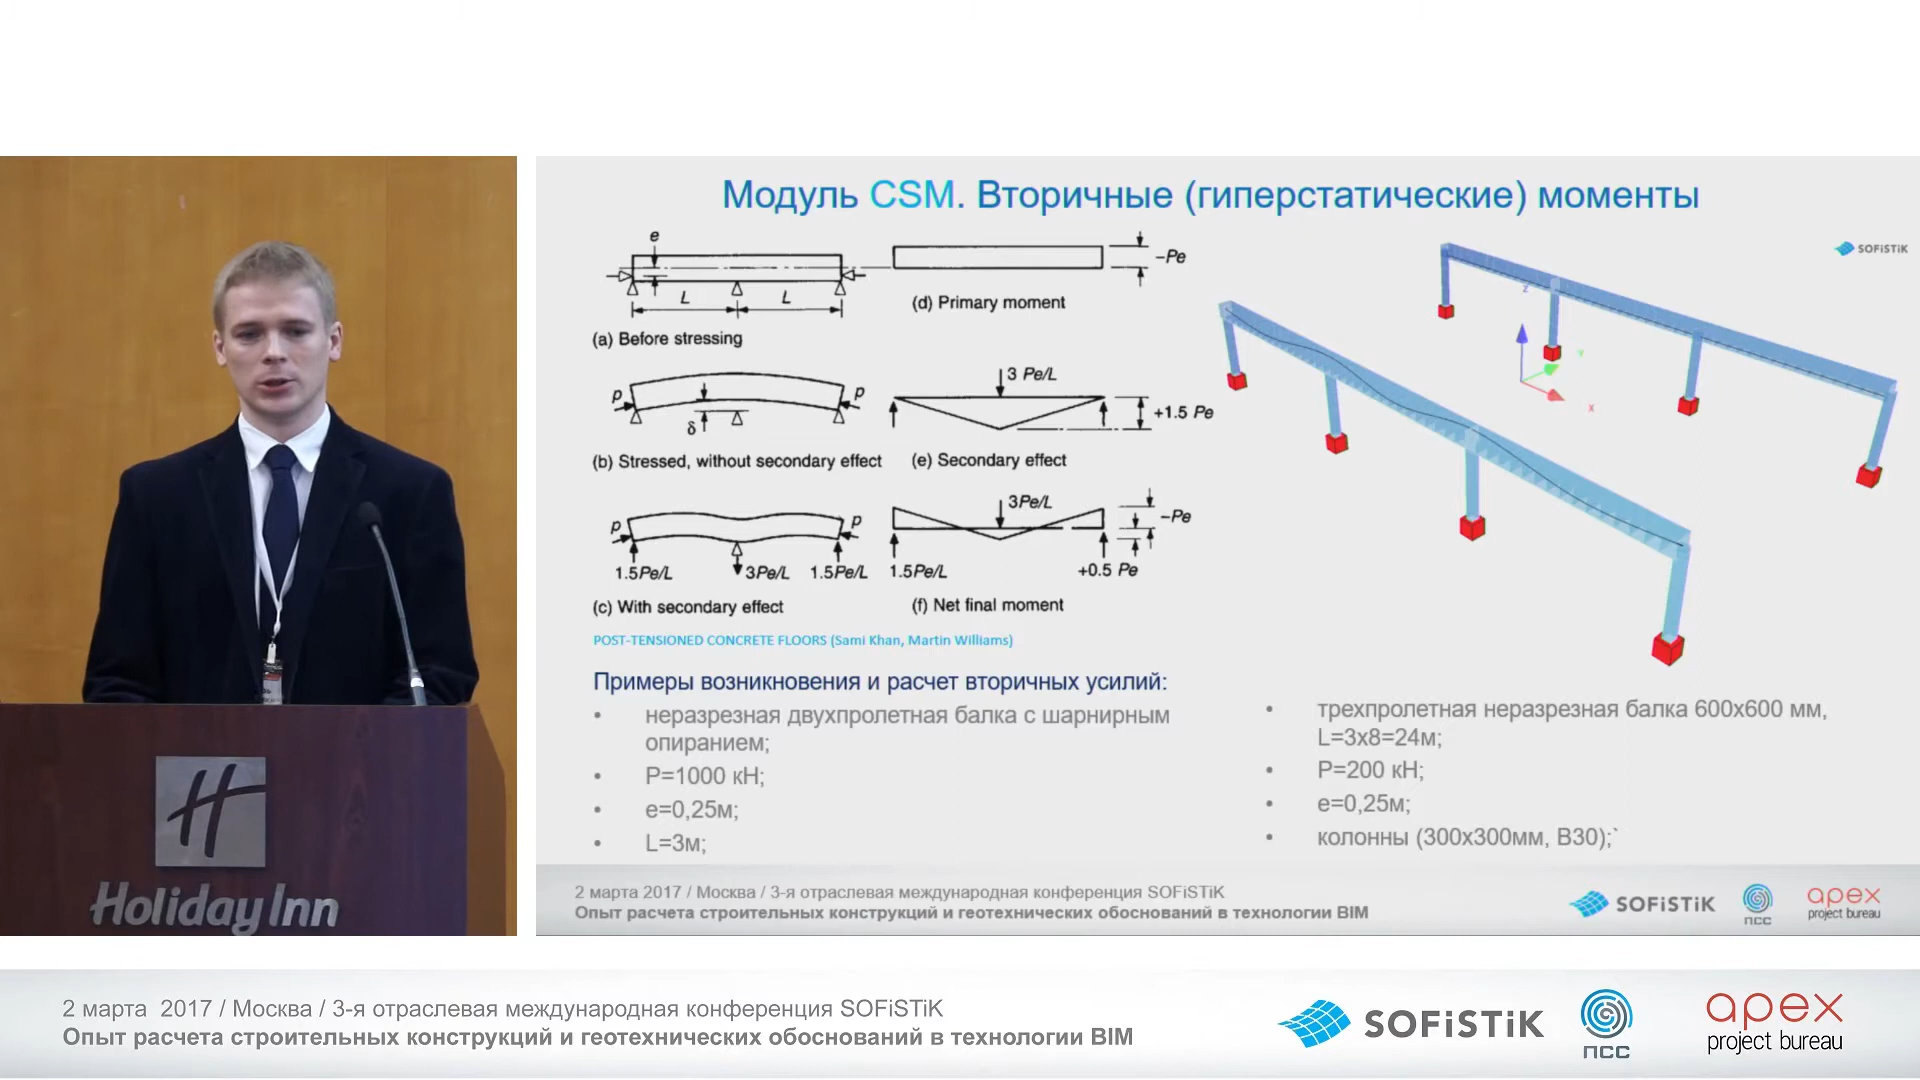 Модуль CSM. Вторичные (гиперстатические) моменты
SOFiSTiK
e
L
L
(a) Before stressing
-Pe
(d) Primary moment
P
P
δ
(b) Stressed, without secondary effect
3 Pe/L
+1.5 Pe
(e) Secondary effect
P
P
1.5Pe/L
3Pe/L
1.5Pe/L
(c) With secondary effect
3Pe/L
-Pe
1.5Pe/L
+0.5 Pe
(f) Net final moment
z
Y
X
POST-TENSIONED CONCRETE FLOORS (Sami Khan, Martin Williams)
Примеры возникновения и расчет вторичных усилий:
• неразрезная двухпролетная балка с шарнирным
опиранием;
• P=1000 кН;
• e=0,25м;
• L=3м;
• трехпролетная неразрезная балка 600x600 мм,
L=3x8=24м;
• P=200 кН;
• e=0,25м;
• колонны (300x300мм, B30);`
2 марта 2017 / Москва / 3-я отраслевая международная конференция SOFiSTiK
Опыт расчета строительных конструкций и геотехнических обоснований в технологии BIM
SOFiSTiK
ПСС
apex
project bureau
H
Holiday Inn
2 марта 2017 / Москва / 3-я отраслевая международная конференция SOFiSTiK
Опыт расчета строительных конструкций и геотехнических обоснований в технологии BIM
SOFiSTiK
ПСС
apex
project bureau